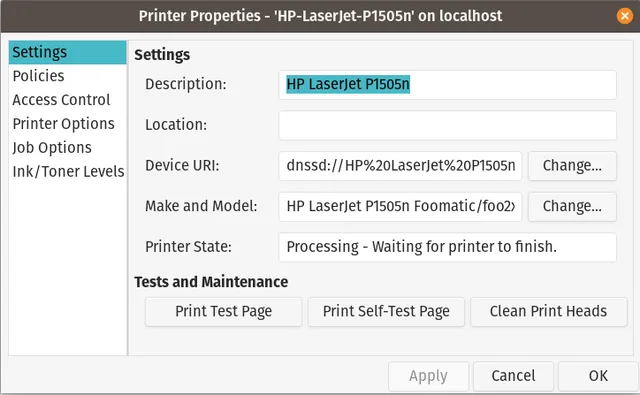 Printer Properties - 'HP-LaserJet-P1505n' on localhost
Settings
Policies
Access Control
Printer Options
Job Options
Ink/Toner Levels
Settings
Description: HP LaserJet P1505n
Location:
Device URI: dnssd://HP%20LaserJet%20P1505n Change...
Make and Model: HP LaserJet P1505n Foomatic/foo2x Change...
Printer State: Processing - Waiting for printer to finish.
Tests and Maintenance
Print Test Page Print Self-Test Page Clean Print Heads
Apply Cancel OK